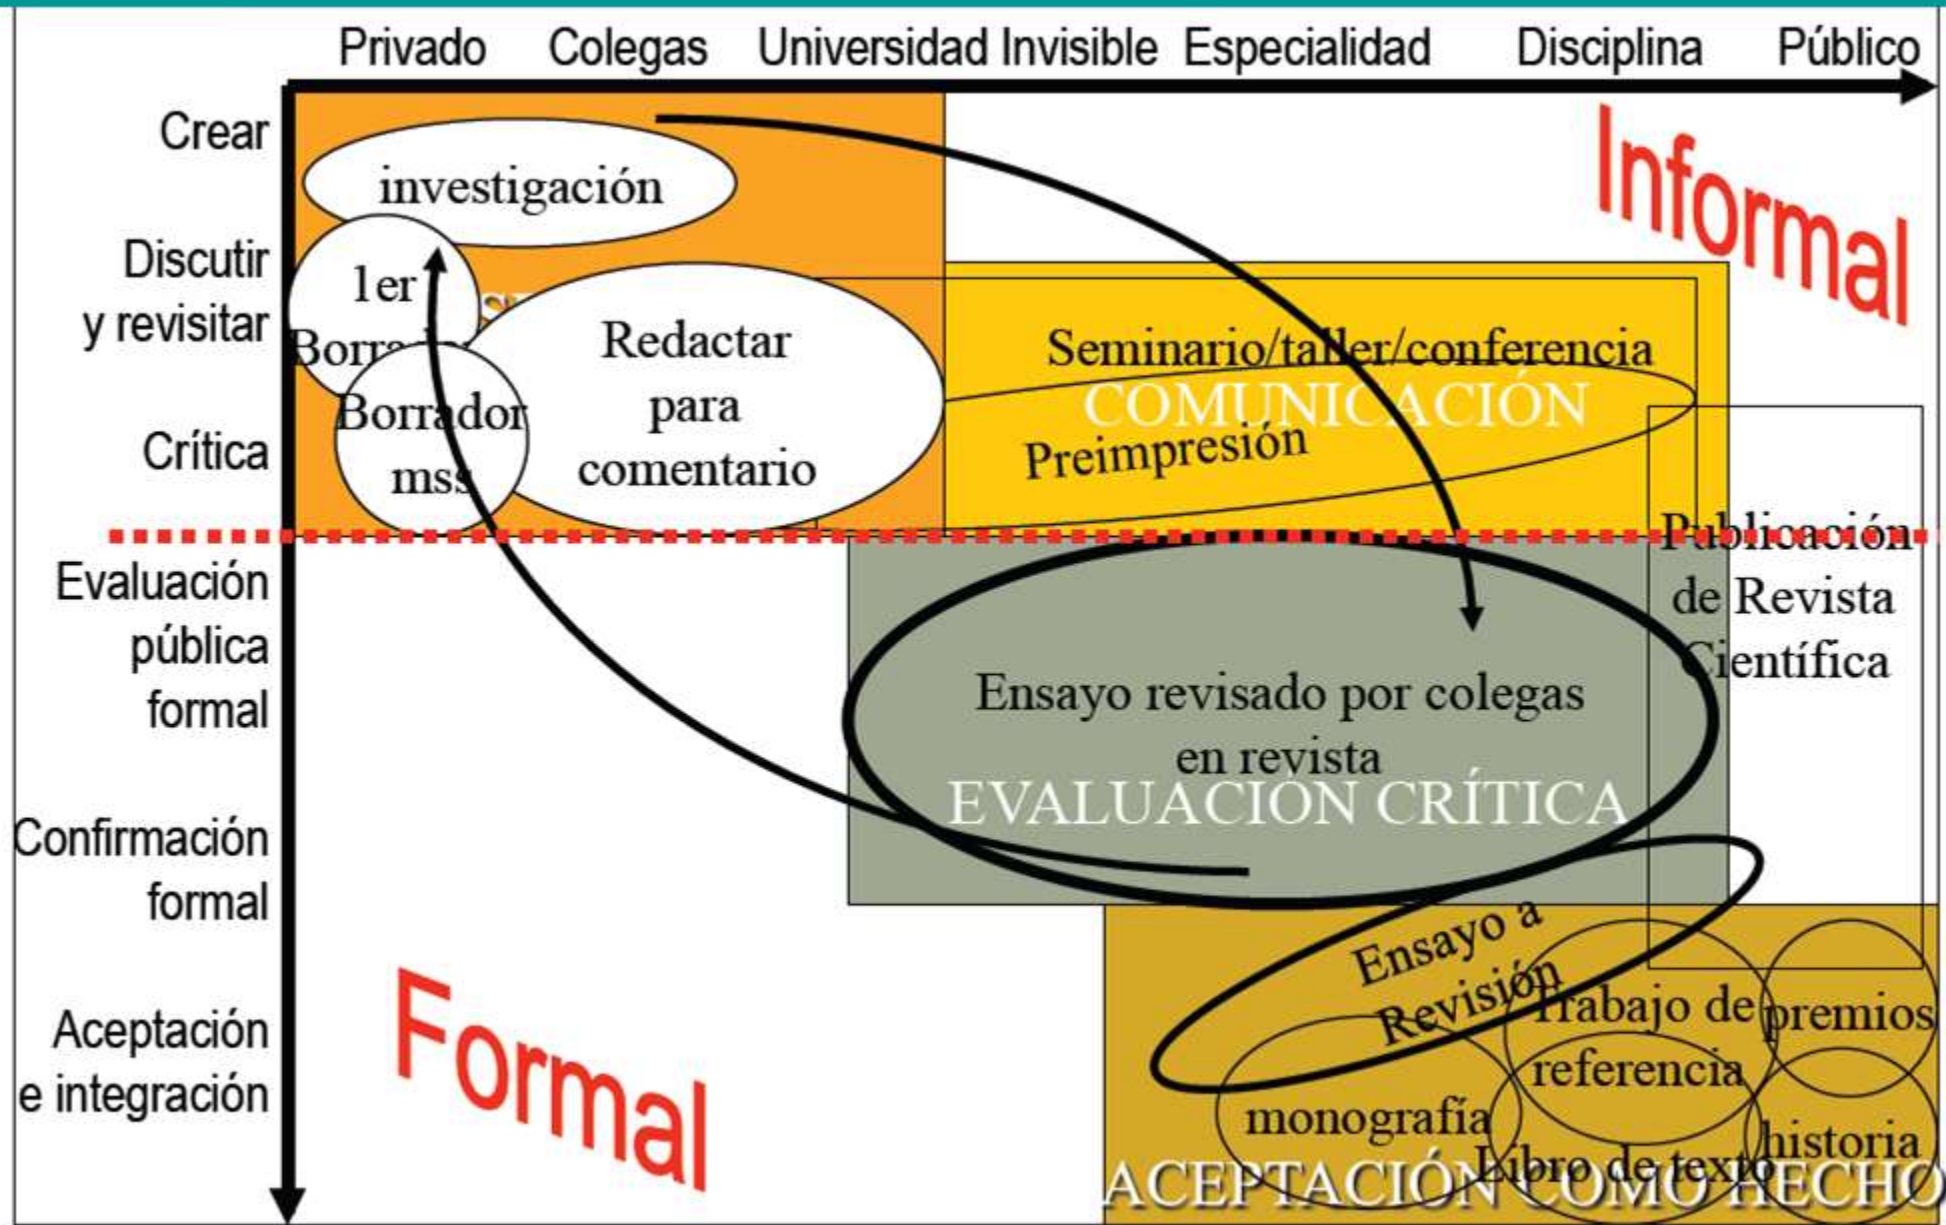 Privado Colegas Universidad Invisible Especialidad Disciplina Público
Crear
Discutir
y revisitar
Crítica
Evaluación
pública
formal
Confirmación
formal
Aceptación
e integración
Informal
Formal
investigación
1er
Borrador
mss
Redactar
para
comentario
Seminario/taller/conferencia
COMUNICACIÓN
Preimpresión
Publicación
de Revista
Científica
Ensayo revisado por colegas
en revista
EVALUACIÓN CRÍTICA
Ensayo a
Revisión
Trabajo de
referencia
premios
monografía
Libro de texto
historia
ACEPTACIÓN COMO HECHO